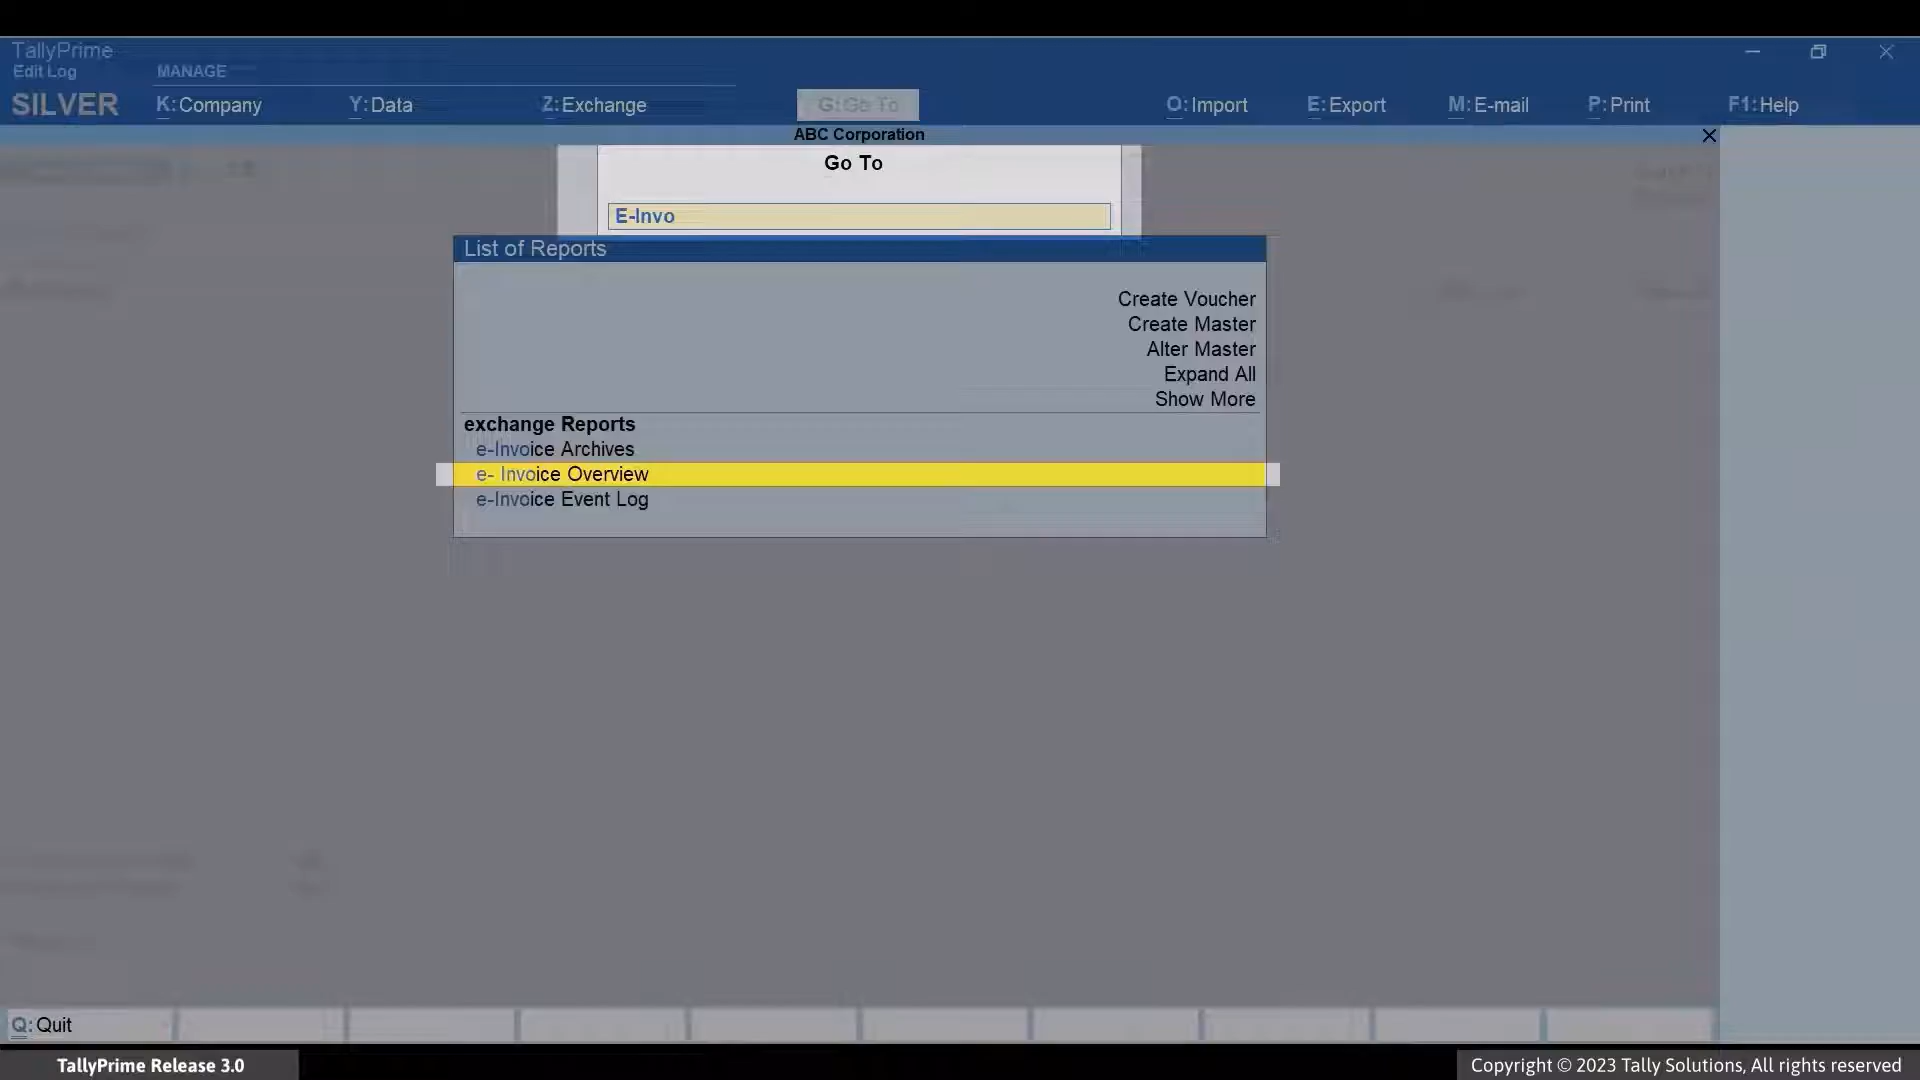 TallyPrime
Edit Log
MANAGE
SILVER
K:Company
Y:Data
Z:Exchange
G:Go To
O:Import
E:Export
M:E-mail
P:Print
F1:Help
ABC Corporation
Go To
E-Invo
List of Reports
Create Voucher
Create Master
Alter Master
Expand All
Show More
exchange Reports
e-Invoice Archives
e- Invoice Overview
e-Invoice Event Log
Q:Quit
TallyPrime Release 3.0
Copyright © 2023 Tally Solutions, All rights reserved